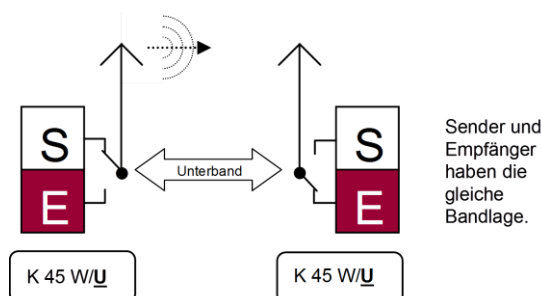 S
E
Unterband
S
E
Sender und
Empfänger
haben die
gleiche
Bandlage.
K 45 W/U
K 45 W/U